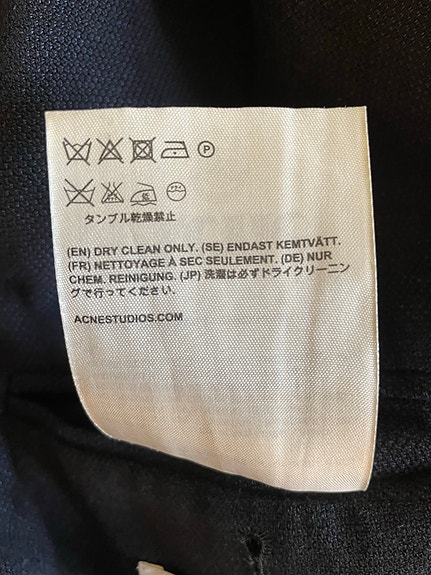 P
タンブル乾燥禁止
(EN) DRY CLEAN ONLY. (SE) ENDAST KEMTVÄTT.
(FR) NETTOYAGE À SEC SEULEMENT. (DE) NUR
CHEM. REINIGUNG. (JP) 洗濯は必ずドライクリーニン
グで行ってください.
ACNESTUDIOS.COM